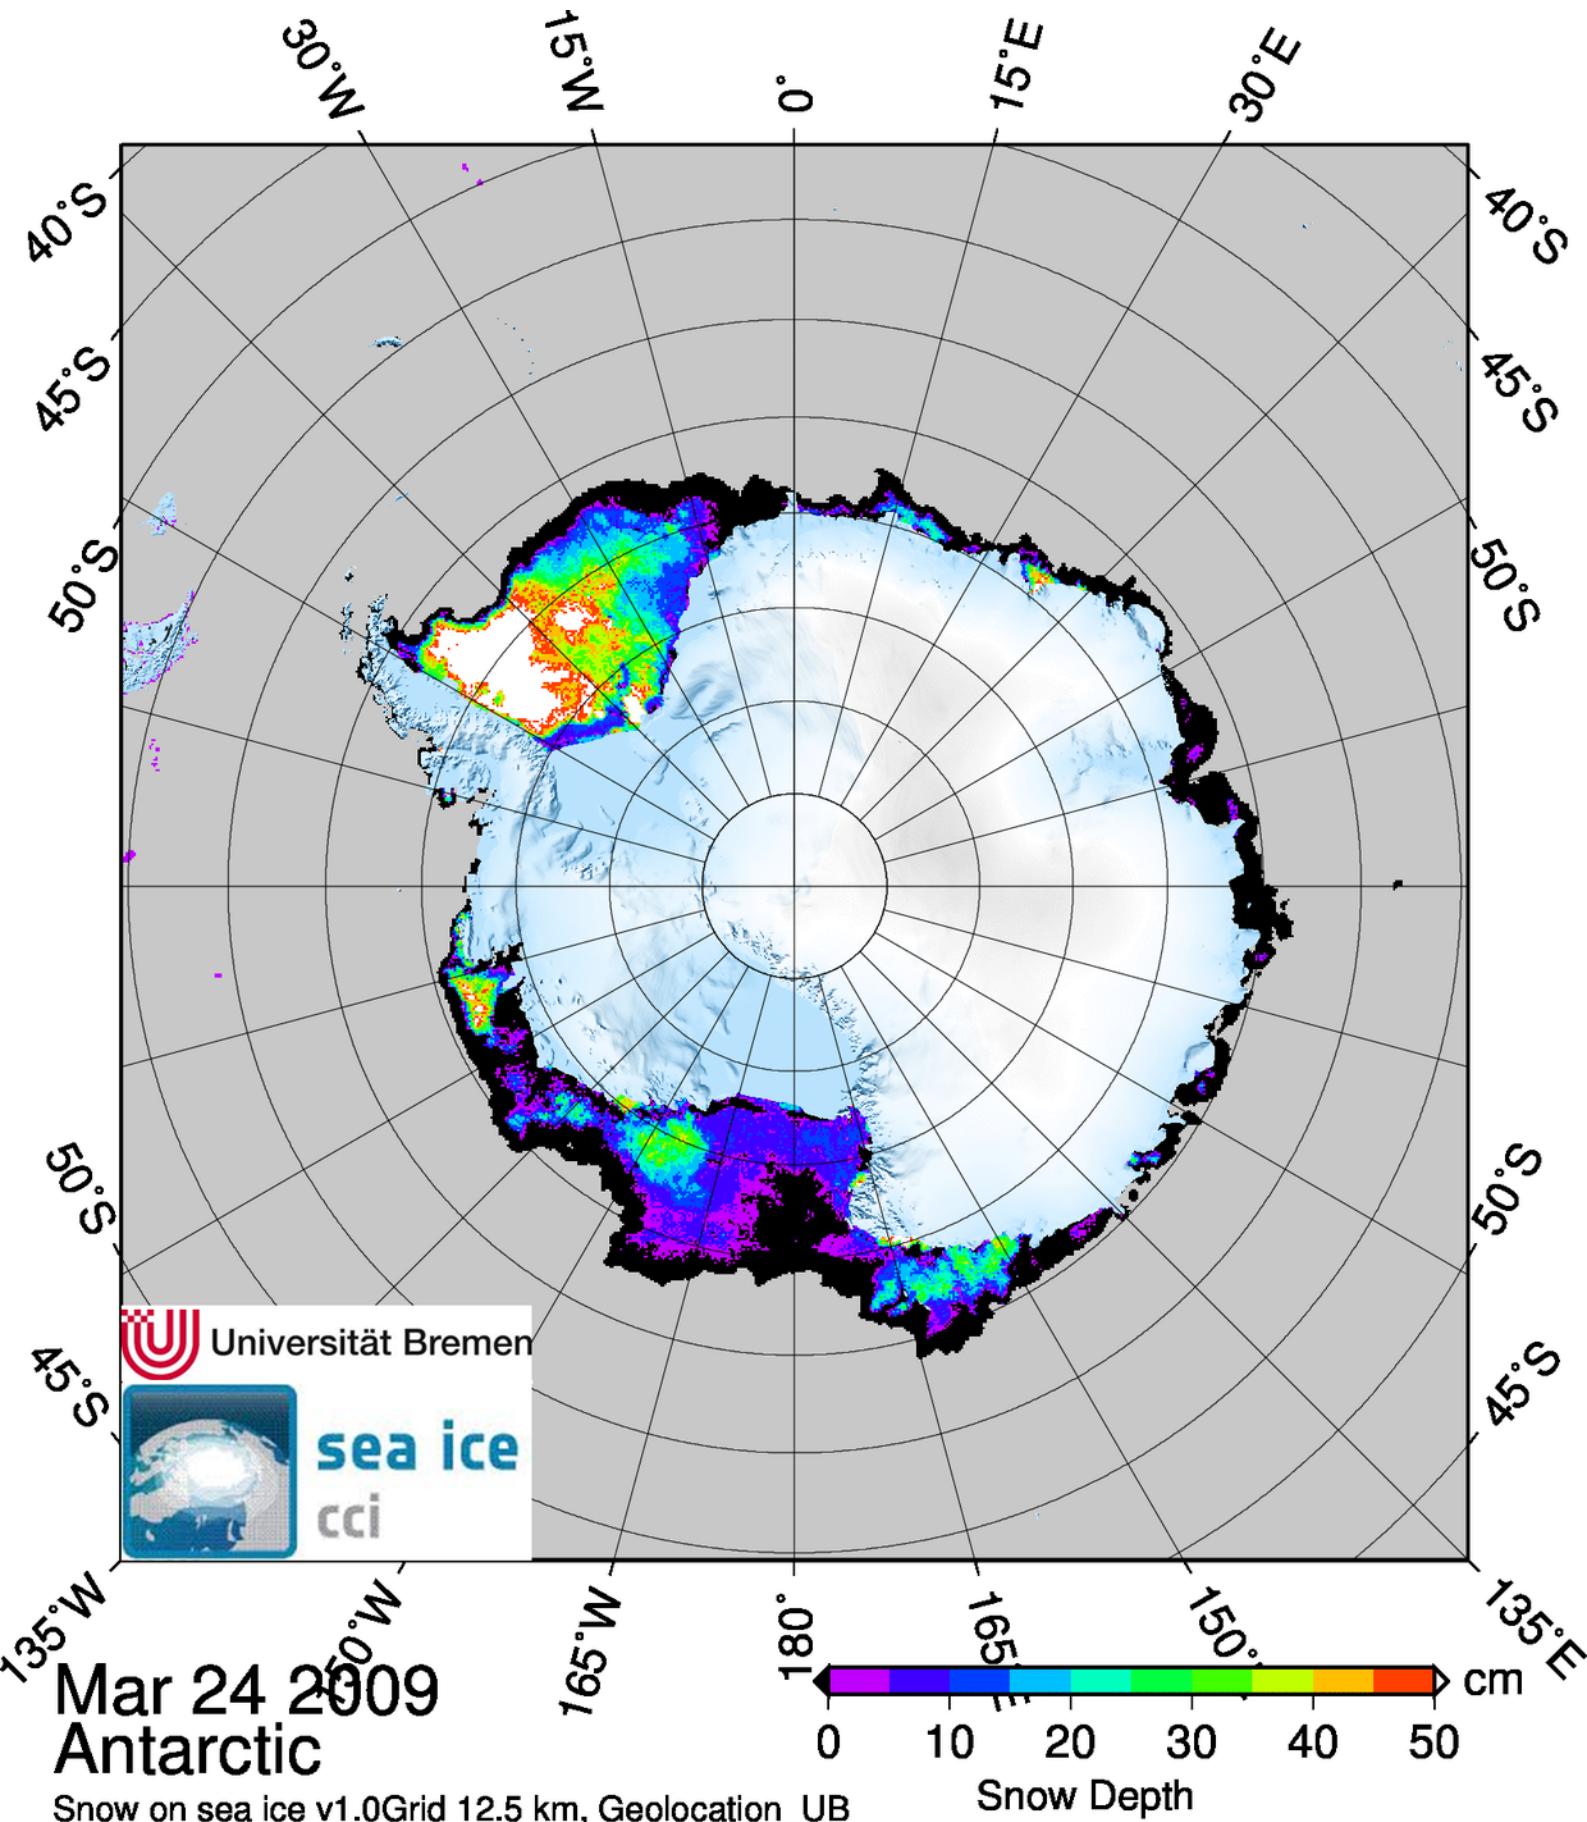 30°W 15°W 0° 15°E 30°E
40°S 40°S
45°S 45°S
50°S 50°S
50°S 50°S
45°S 45°S
Universität Bremen
sea ice
cci
135°W 150°W 165°W 180° 165°E 150° 135°E
Mar 24 2009
Antarctic
Snow on sea ice v1.0Grid 12.5 km, Geolocation UB
cm
0 10 20 30 40 50
Snow Depth